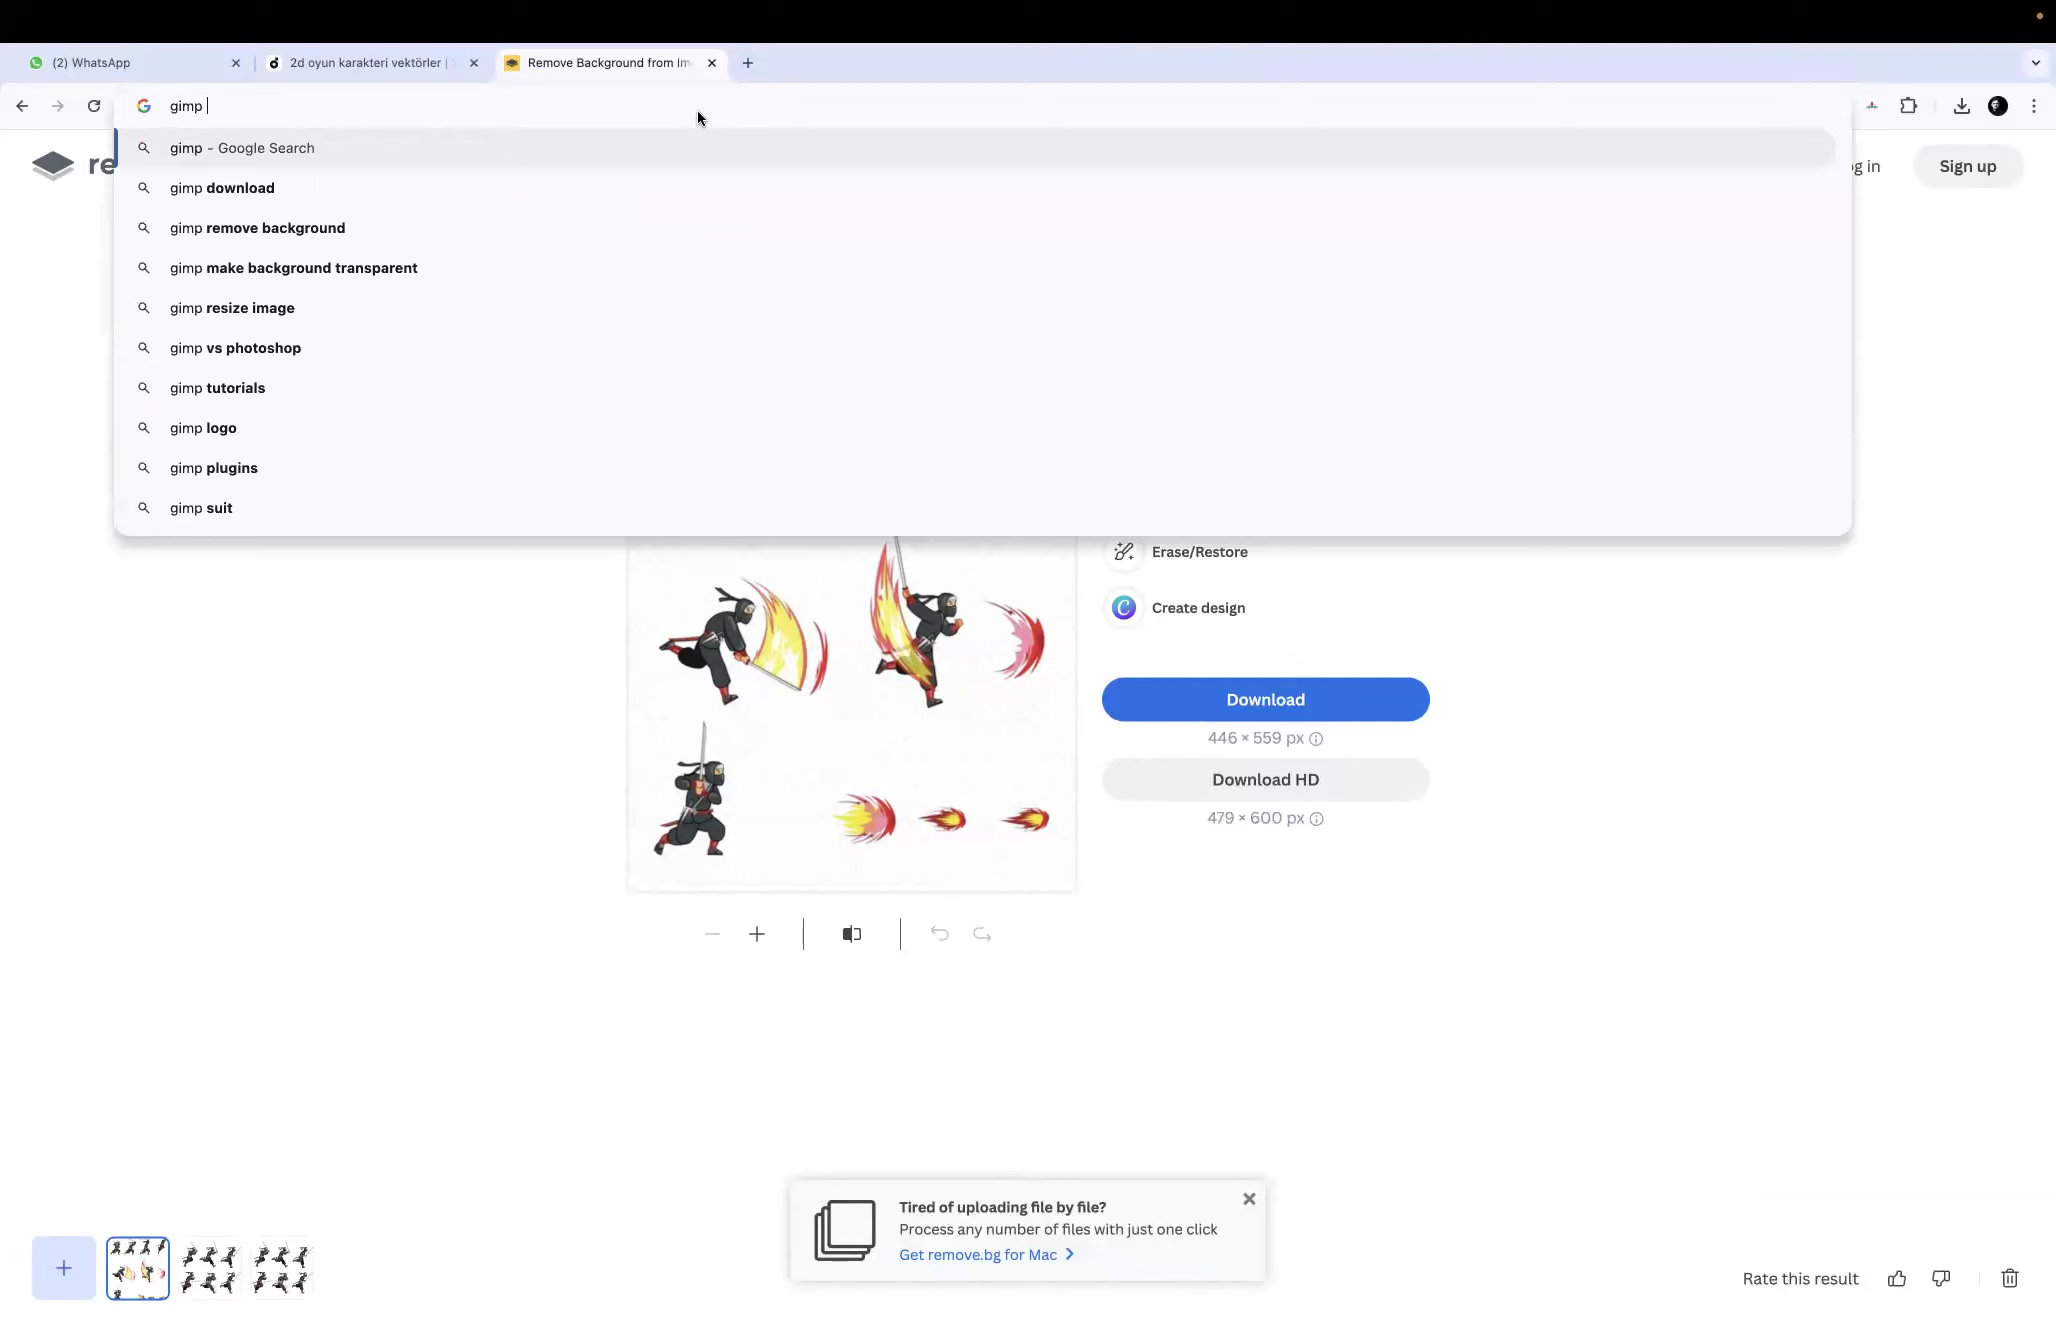 (2) WhatsApp
2d oyun karakteri vektörler |
Remove Background from Im
gimp
gimp - Google Search
gimp download
gimp remove background
gimp make background transparent
gimp resize image
gimp vs photoshop
gimp tutorials
gimp logo
gimp plugins
gimp suit
re
g in
Sign up
Erase/Restore
Create design
Download
446 × 559 px
Download HD
479 × 600 px
Tired of uploading file by file?
Process any number of files with just one click
Get remove.bg for Mac
Rate this result